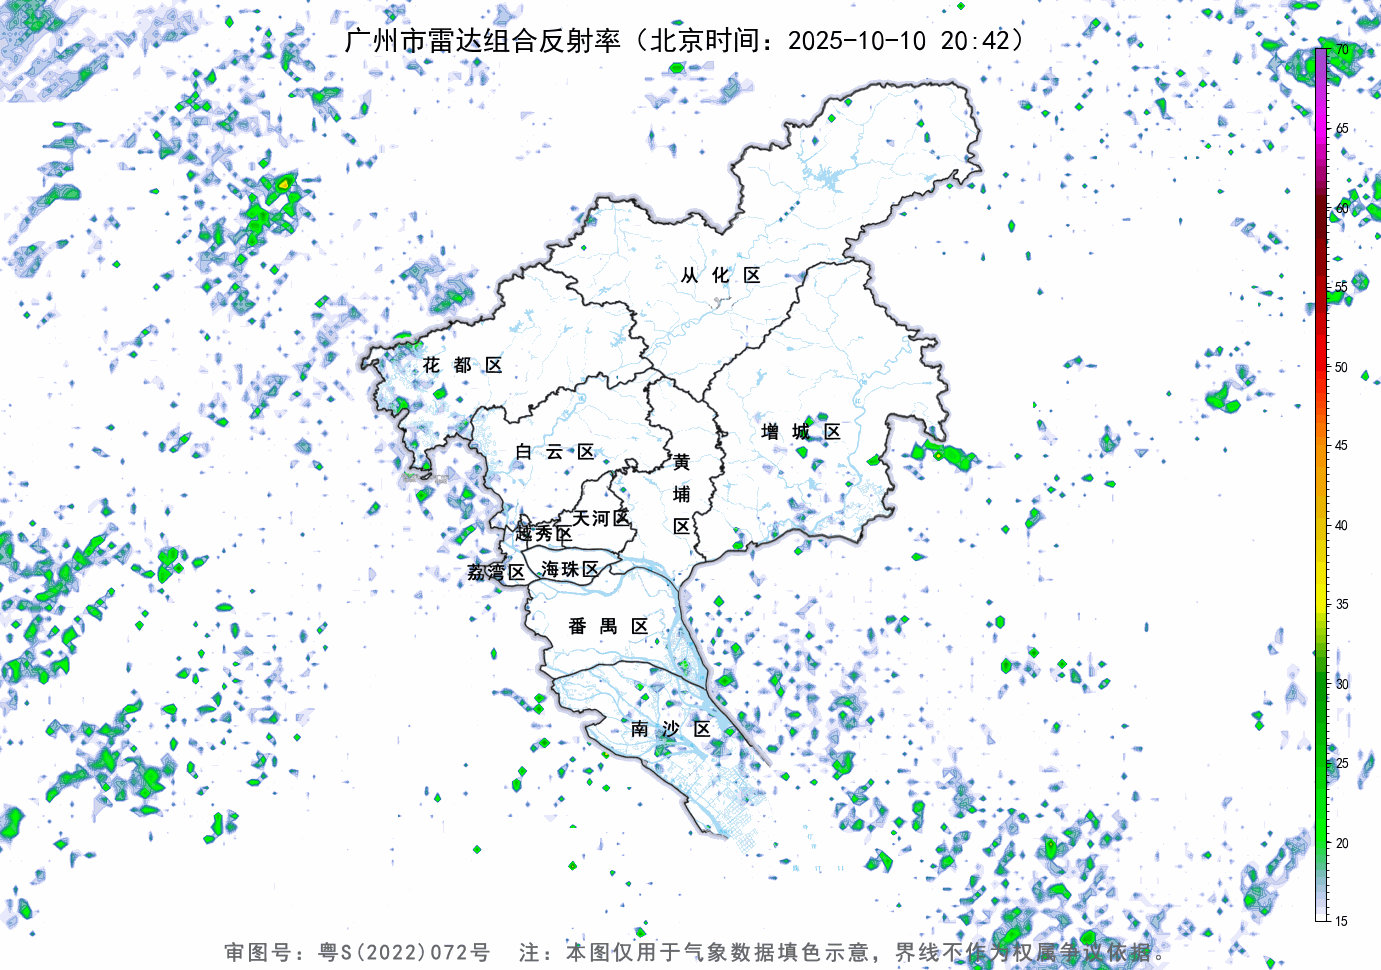 广州市雷达组合反射率（北京时间：2025-10-10 20:42）
70
65
60
55
50
45
40
35
30
25
20
15
从化区
花都区
增城区
白云区
黄埔区
天河区
越秀区
荔湾区
海珠区
番禺区
南沙区
审图号：粤S(2022)072号 注：本图仅用于气象数据填色示意，界线不作为权属争议依据。